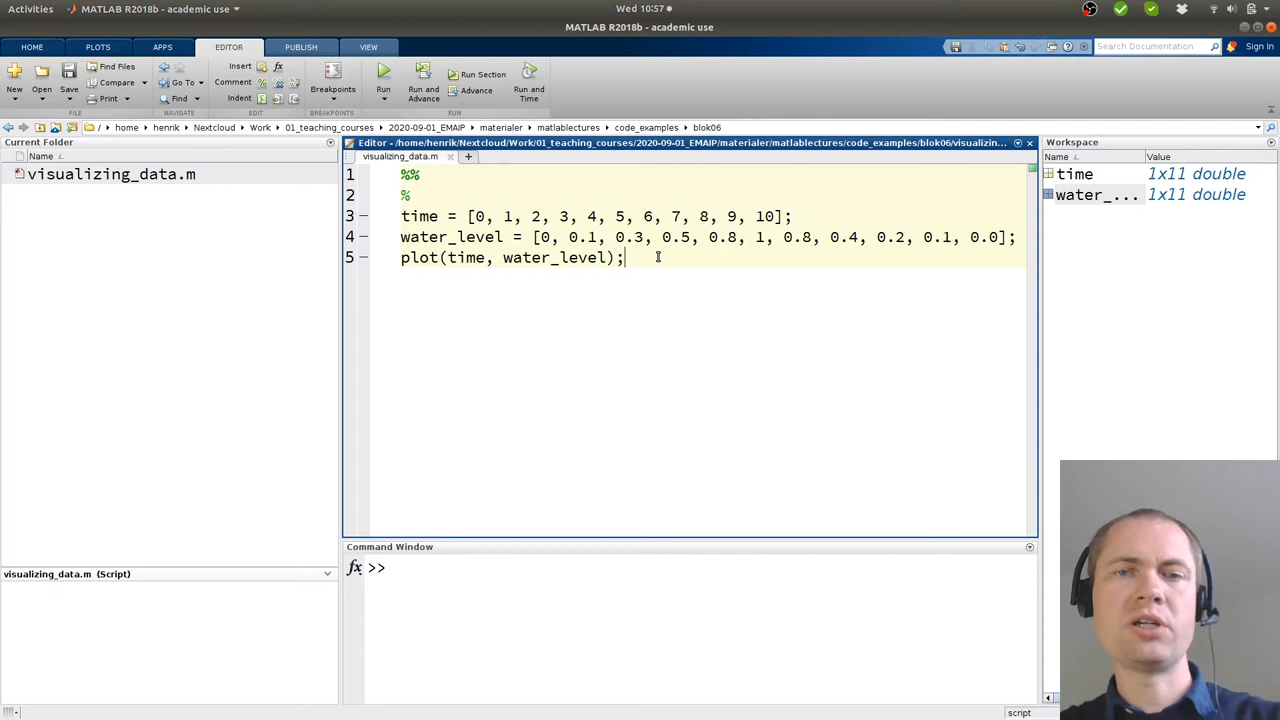 Activities
MATLAB R2018b - academic use
Wed 10:57
MATLAB R2018b - academic use
HOME
PLOTS
APPS
EDITOR
PUBLISH
VIEW
Search Documentation
Sign In
New
Open
Save
Find Files
Compare
Print
Go To
Find
Insert
fx
Comment
Indent
Breakpoints
Run
Run and
Advance
Run Section
Advance
Run and
Time
FILE
NAVIGATE
EDIT
BREAKPOINTS
RUN
/ home henrik Nextcloud Work 01_teaching_courses 2020-09-01_EMAIP materialer matlablectures code_examples blok06
Current Folder
Name
visualizing_data.m
Editor - /home/henrik/Nextcloud/Work/01_teaching_courses/2020-09-01_EMAIP/materialer/matlablectures/code_examples/blok06/visualizin...
visualizing_data.m
+
1 %%
2 %
3 time = [0, 1, 2, 3, 4, 5, 6, 7, 8, 9, 10];
4 water_level = [0, 0.1, 0.3, 0.5, 0.8, 1, 0.8, 0.4, 0.2, 0.1, 0.0];
5 plot(time, water_level);
Workspace
Name Value
time 1x11 double
water_... 1x11 double
visualizing_data.m (Script)
Command Window
fx >>
script